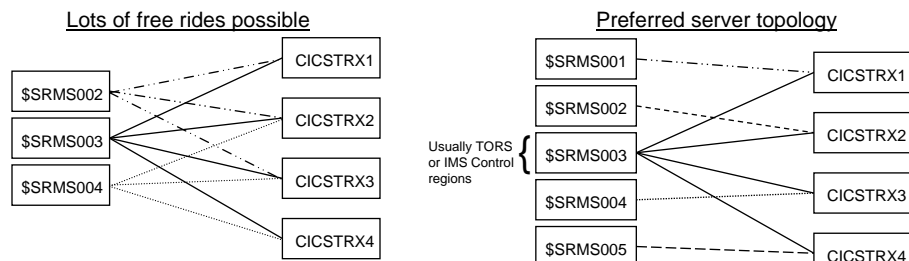 Lots of free rides possible
$SRMS002
$SRMS003
$SRMS004
CICSTRX1
CICSTRX2
CICSTRX3
CICSTRX4
Preferred server topology
Usually TORS
or IMS Control
regions
$SRMS001
$SRMS002
$SRMS003
$SRMS004
$SRMS005
CICSTRX1
CICSTRX2
CICSTRX3
CICSTRX4